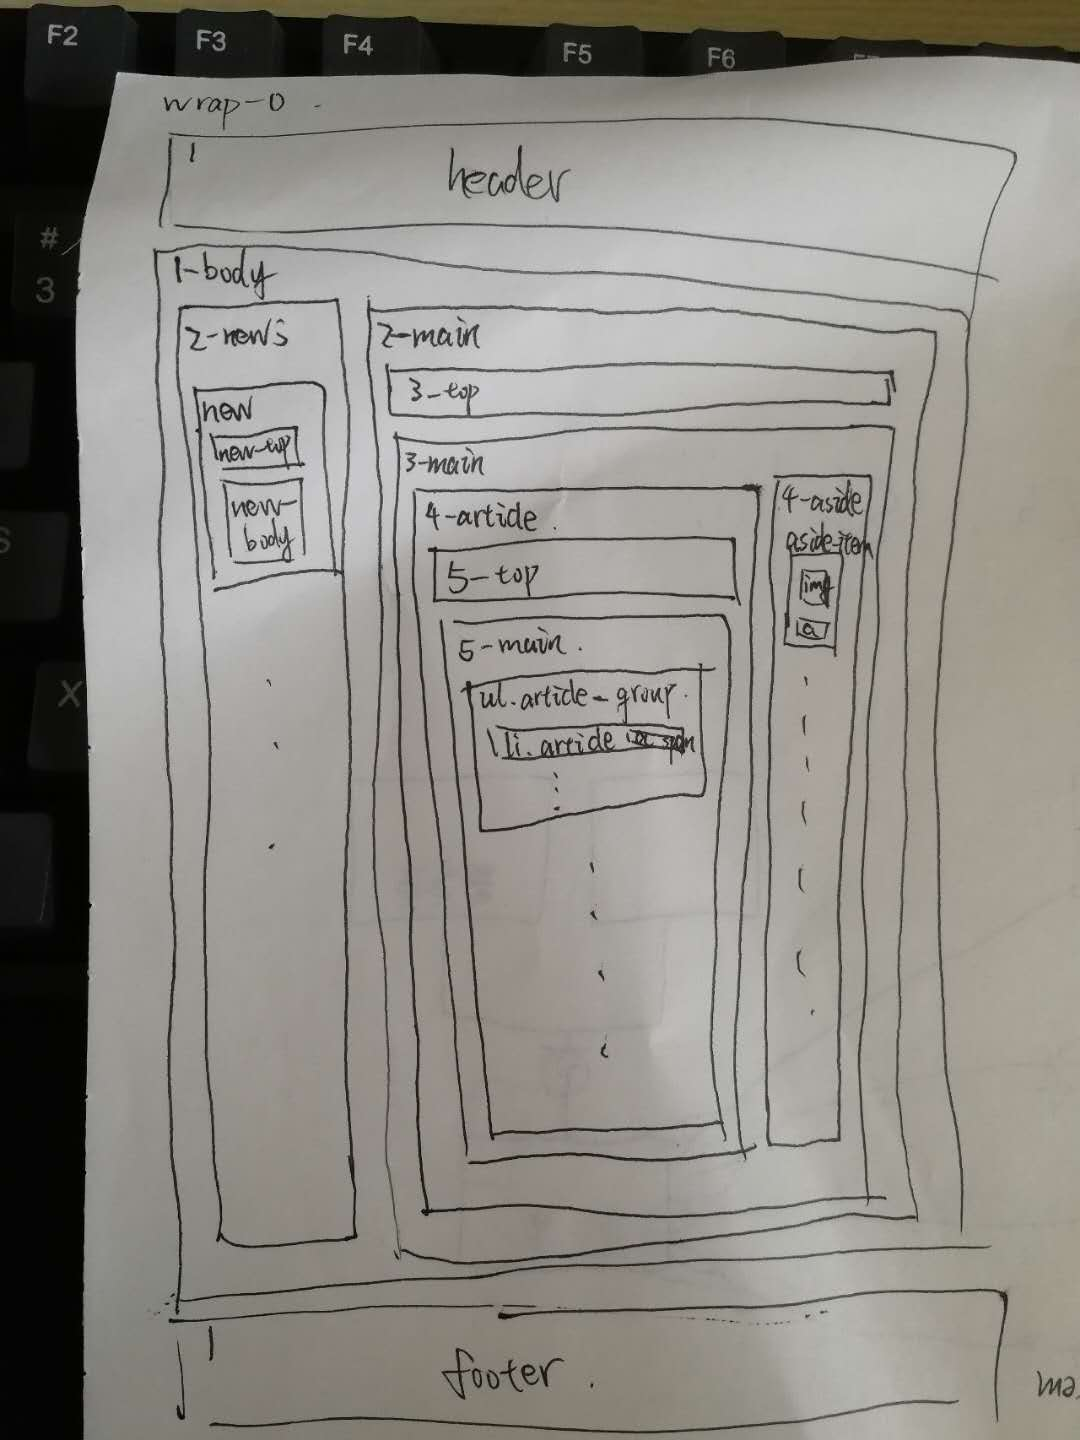 F2
F3
F4
F5
F6
#
3
X
wrap-0
1
header
1-body
2-news
new
new-top
new-
body
2-main
3-top
3-main
4-article
5-top
5-main
ul.article-group
li.article
4-aside
aside-item
img
a
1
footer